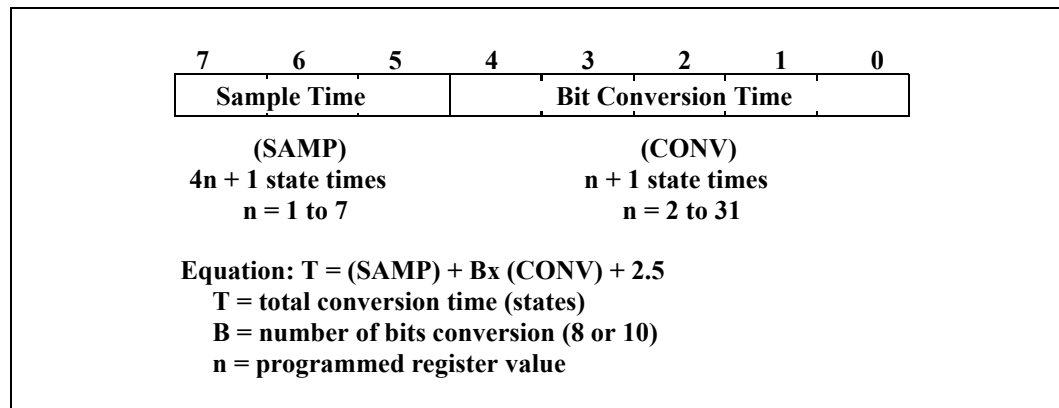 7 6 5 4 3 2 1 0
Sample Time Bit Conversion Time
(SAMP) (CONV)
4n + 1 state times n + 1 state times
n = 1 to 7 n = 2 to 31
Equation: T = (SAMP) + Bx (CONV) + 2.5
T = total conversion time (states)
B = number of bits conversion (8 or 10)
n = programmed register value